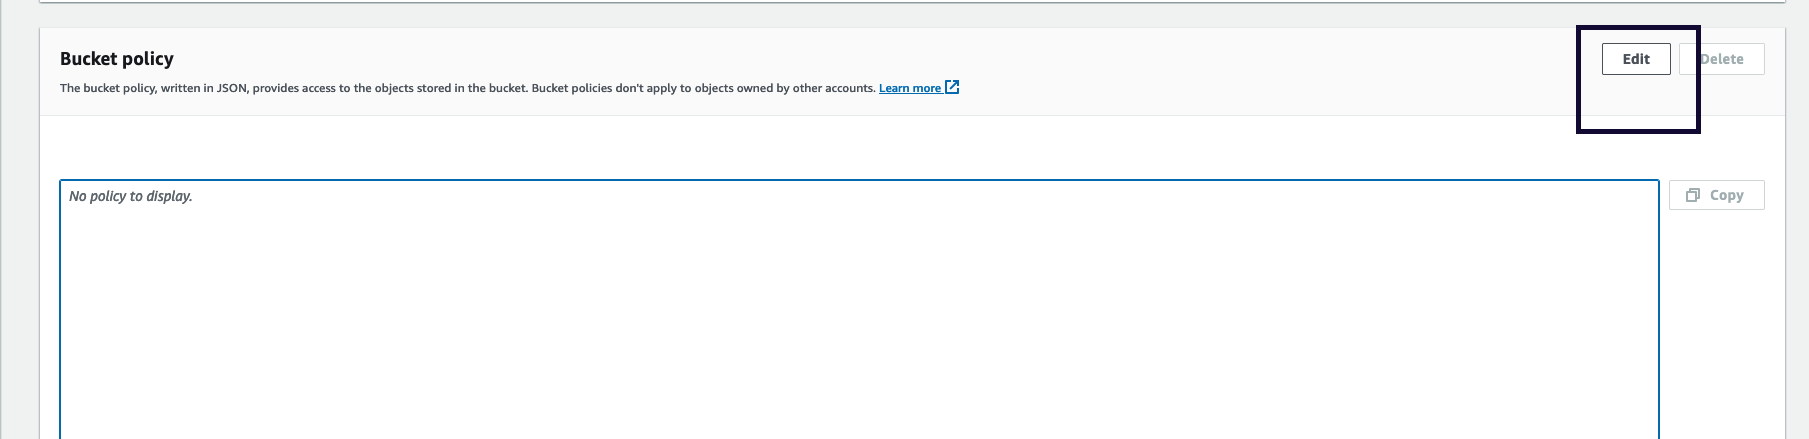 Bucket policy
Edit
Delete
The bucket policy, written in JSON, provides access to the objects stored in the bucket. Bucket policies don't apply to objects owned by other accounts. Learn more
No policy to display.
Copy